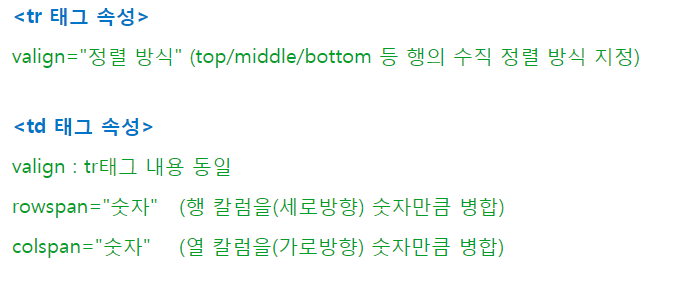 <tr 태그 속성>
valign="정렬 방식" (top/middle/bottom 등 행의 수직 정렬 방식 지정)
<td 태그 속성>
valign : tr태그 내용 동일
rowspan="숫자" (행 칼럼을(세로방향) 숫자만큼 병합)
colspan="숫자" (열 칼럼을(가로방향) 숫자만큼 병합)